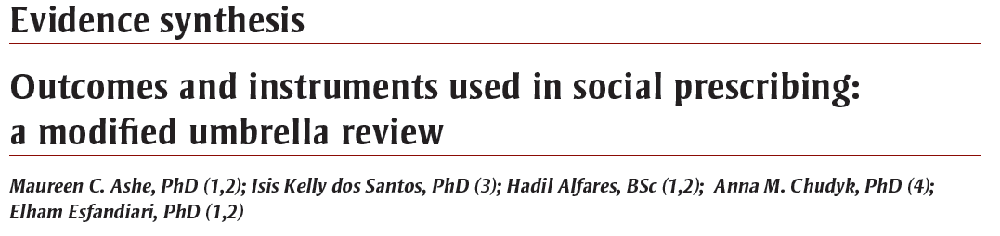 Evidence synthesis
Outcomes and instruments used in social prescribing:
a modified umbrella review
Maureen C. Ashe, PhD (1,2); Isis Kelly dos Santos, PhD (3); Hadil Alfares, BSc (1,2); Anna M. Chudyk, PhD (4);
Elham Esfandiari, PhD (1,2)